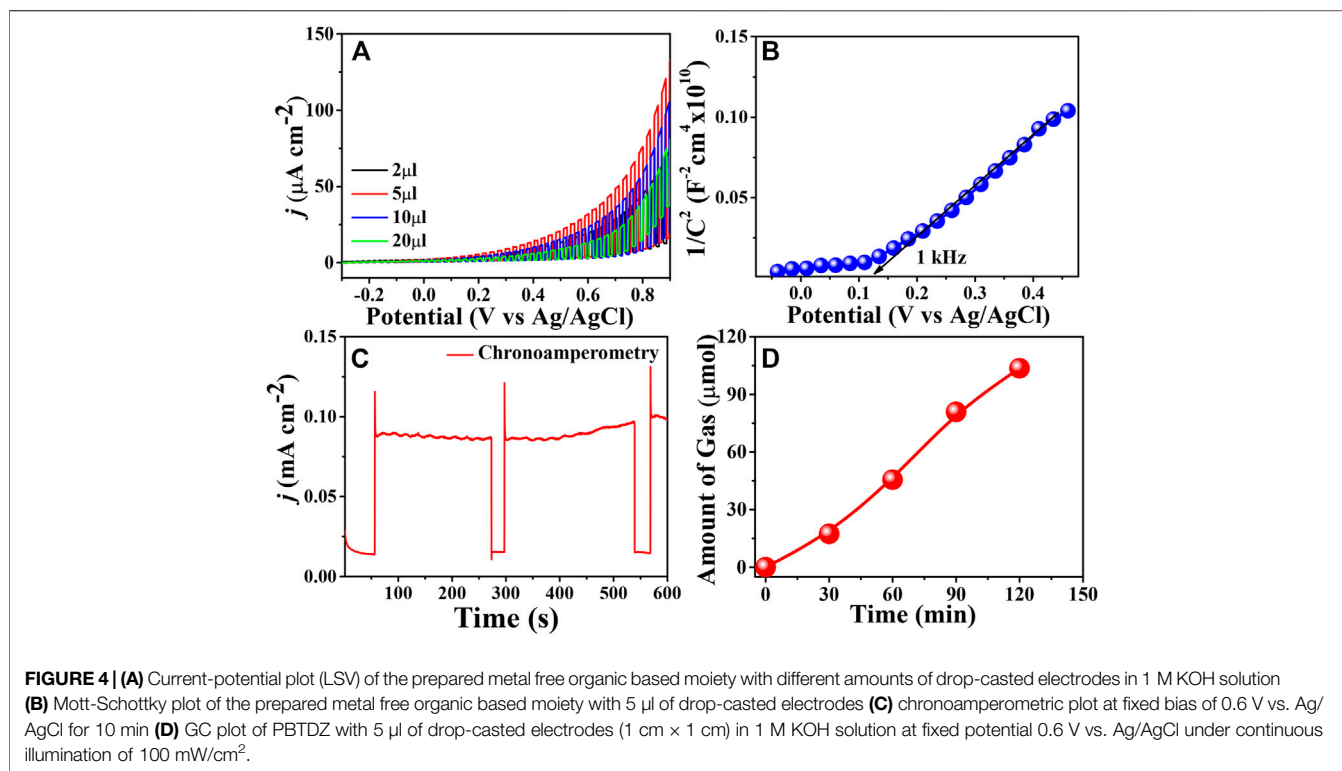 A
j (μA cm⁻²)
150
100
50
0
2μl
5μl
10μl
20μl
-0.2 0.0 0.2 0.4 0.6 0.8
Potential (V vs Ag/AgCl)
B
1/C² (F⁻²cm⁴x10¹⁰)
0.15
0.10
0.05
1 kHz
0.0 0.1 0.2 0.3 0.4
Potential (V vs Ag/AgCl)
C
Chronoamperometry
j (mA cm⁻²)
0.15
0.10
0.05
0.00
100 200 300 400 500 600
Time (s)
D
Amount of Gas (μmol)
120
90
60
30
0
0 30 60 90 120 150
Time (min)
FIGURE 4 | (A) Current-potential plot (LSV) of the prepared metal free organic based moiety with different amounts of drop-casted electrodes in 1 M KOH solution
(B) Mott-Schottky plot of the prepared metal free organic based moiety with 5 μl of drop-casted electrodes (C) chronoamperometric plot at fixed bias of 0.6 V vs. Ag/
AgCl for 10 min (D) GC plot of PBTDZ with 5 μl of drop-casted electrodes (1 cm × 1 cm) in 1 M KOH solution at fixed potential 0.6 V vs. Ag/AgCl under continuous
illumination of 100 mW/cm².